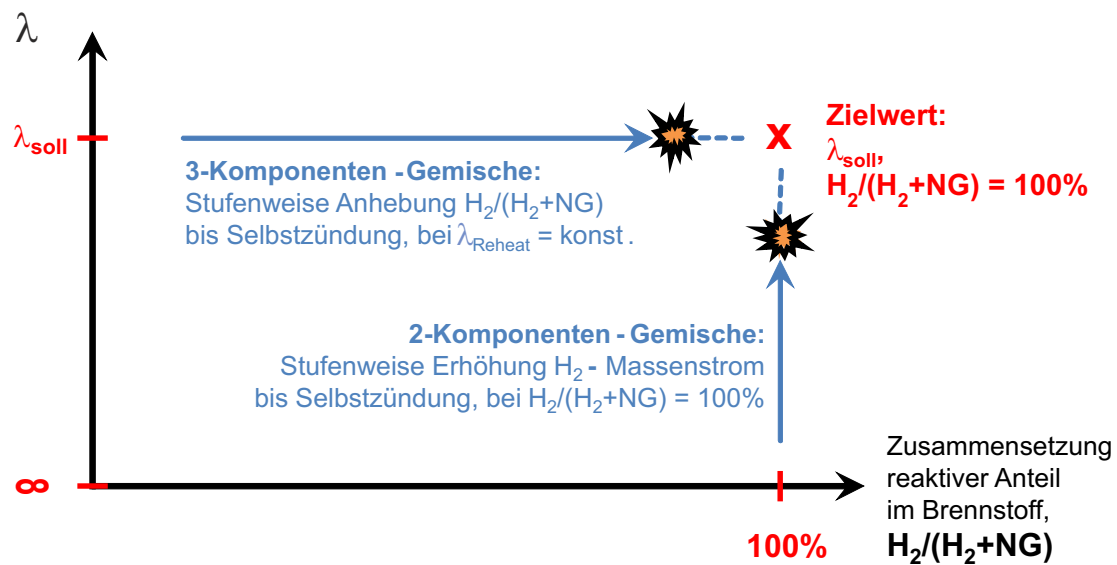 λ
λsoll
3-Komponenten - Gemische:
Stufenweise Anhebung H₂/(H₂+NG)
bis Selbstzündung, bei λReheat = konst.
x
Zielwert:
λsoll,
H₂/(H₂+NG) = 100%
2-Komponenten - Gemische:
Stufenweise Erhöhung H₂ - Massenstrom
bis Selbstzündung, bei H₂/(H₂+NG) = 100%
∞
100%
Zusammensetzung
reaktiver Anteil
im Brennstoff,
H₂/(H₂+NG)